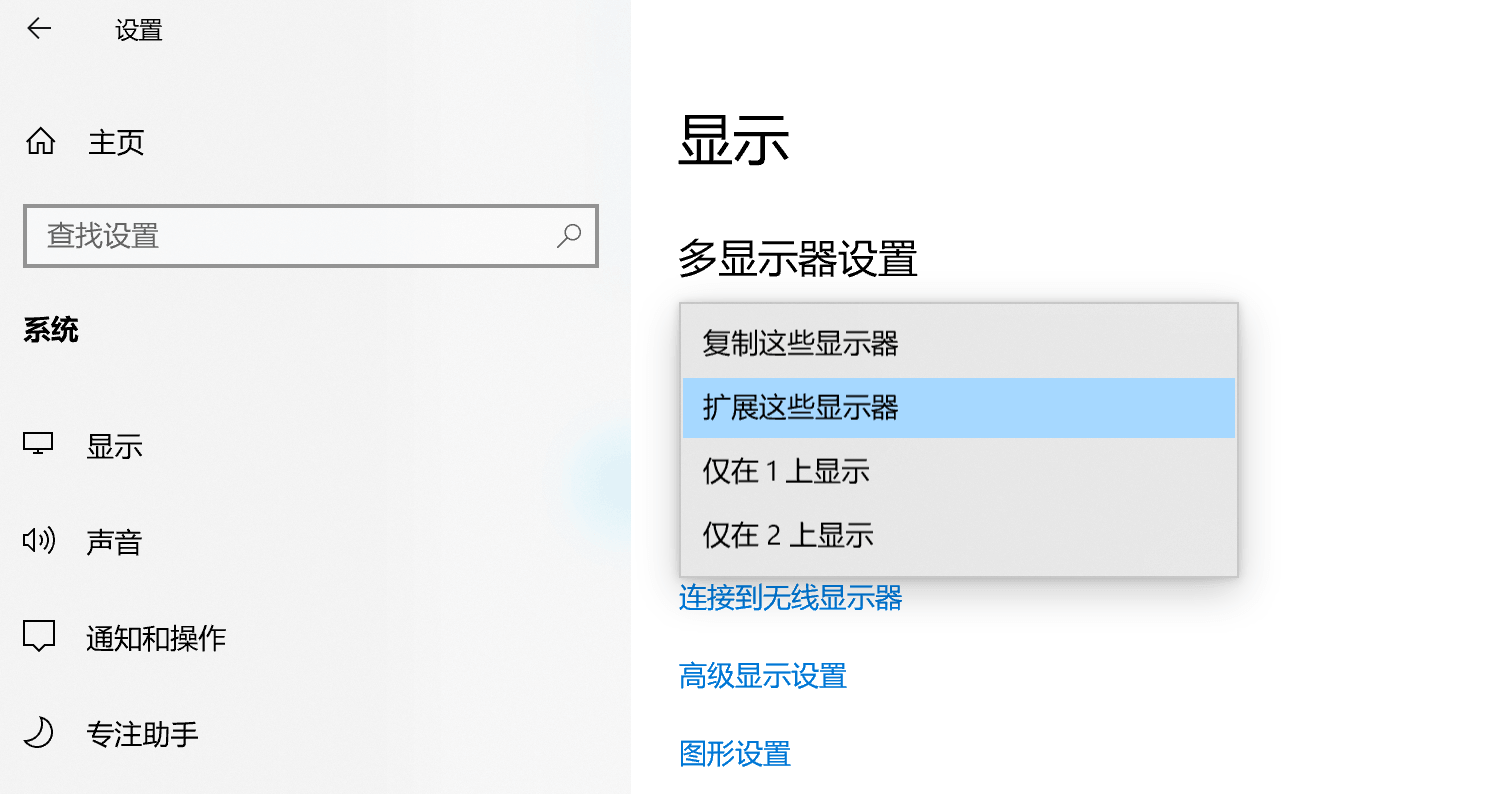 设置
主页
查找设置
系统
显示
声音
通知和操作
专注助手
显示
多显示器设置
复制这些显示器
扩展这些显示器
仅在 1 上显示
仅在 2 上显示
连接到无线显示器
高级显示设置
图形设置